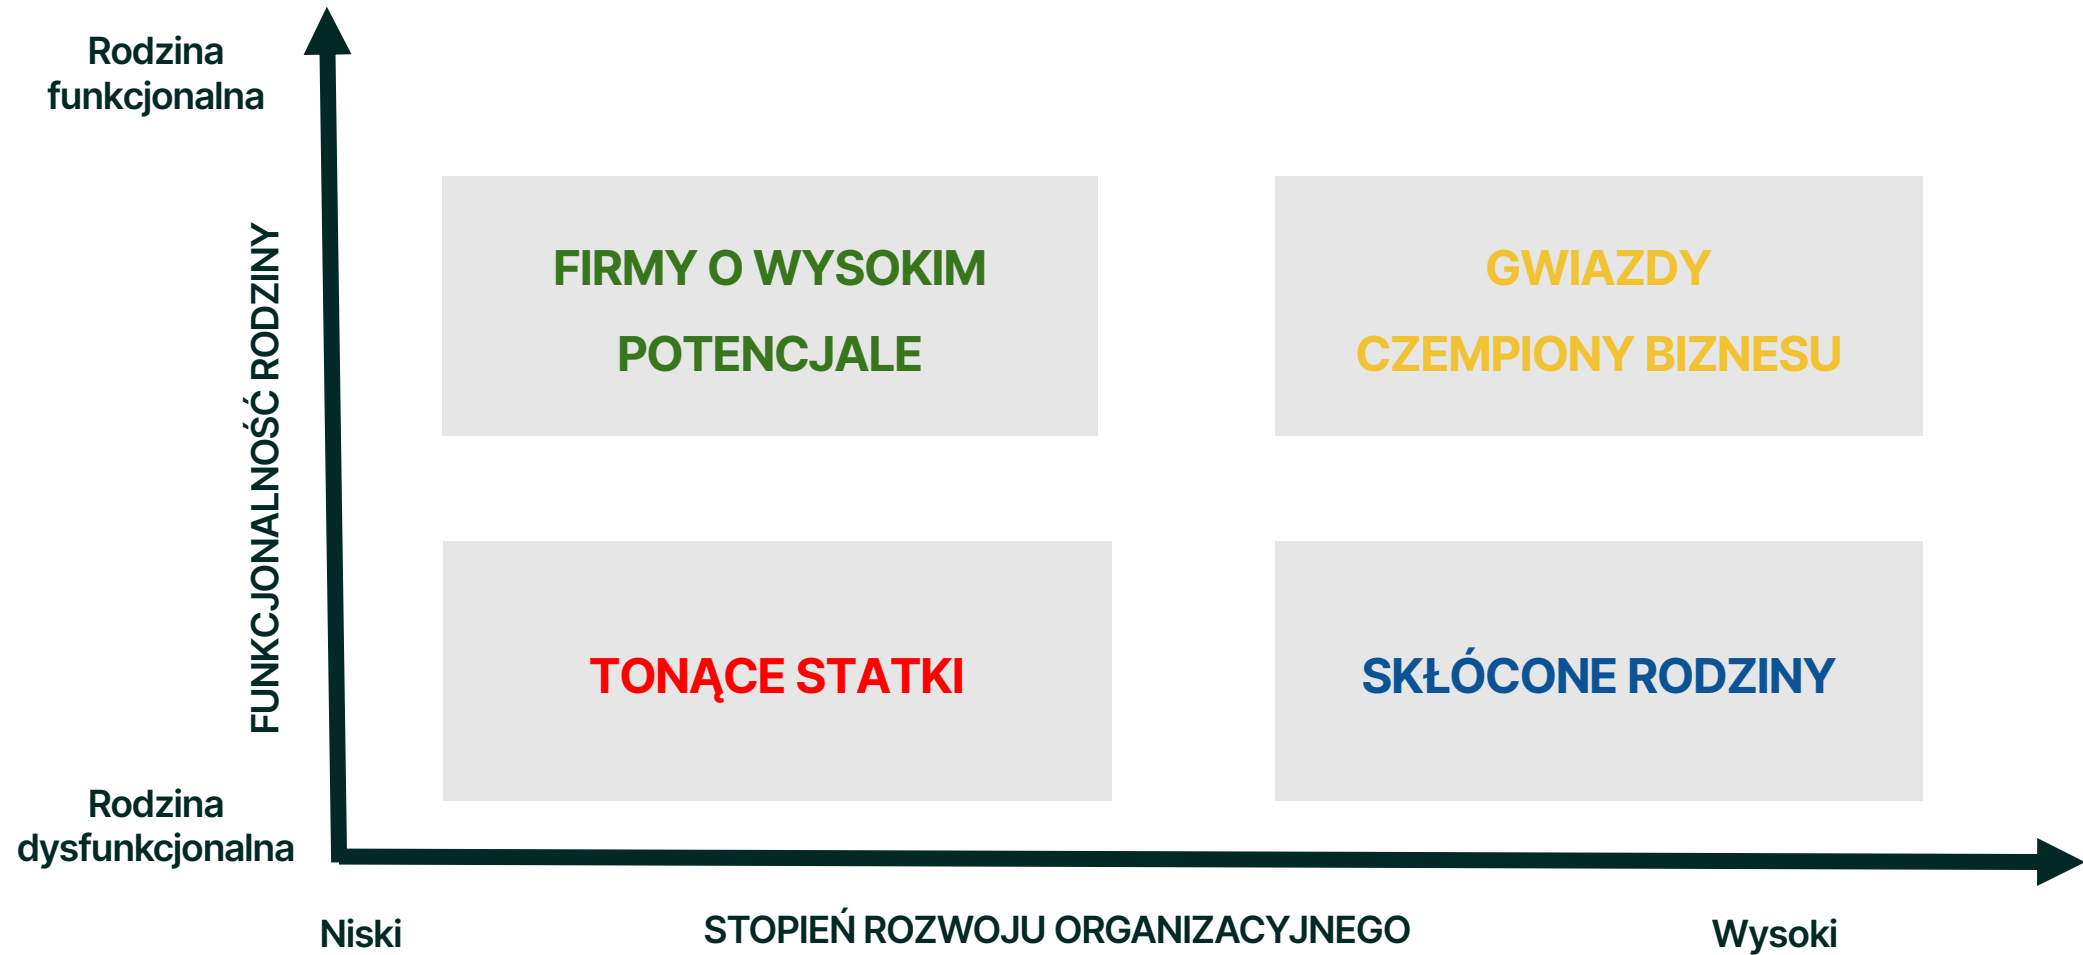 Rodzina
funkcjonalna
FUNKCJONALNOŚĆ RODZINY
FIRMY O WYSOKIM
POTENCJALE
GWIAZDY
CZEMPIONY BIZNESU
TONĄCE STATKI
SKŁÓCONE RODZINY
Rodzina
dysfunkcjonalna
Niski
STOPIEŃ ROZWOJU ORGANIZACYJNEGO
Wysoki